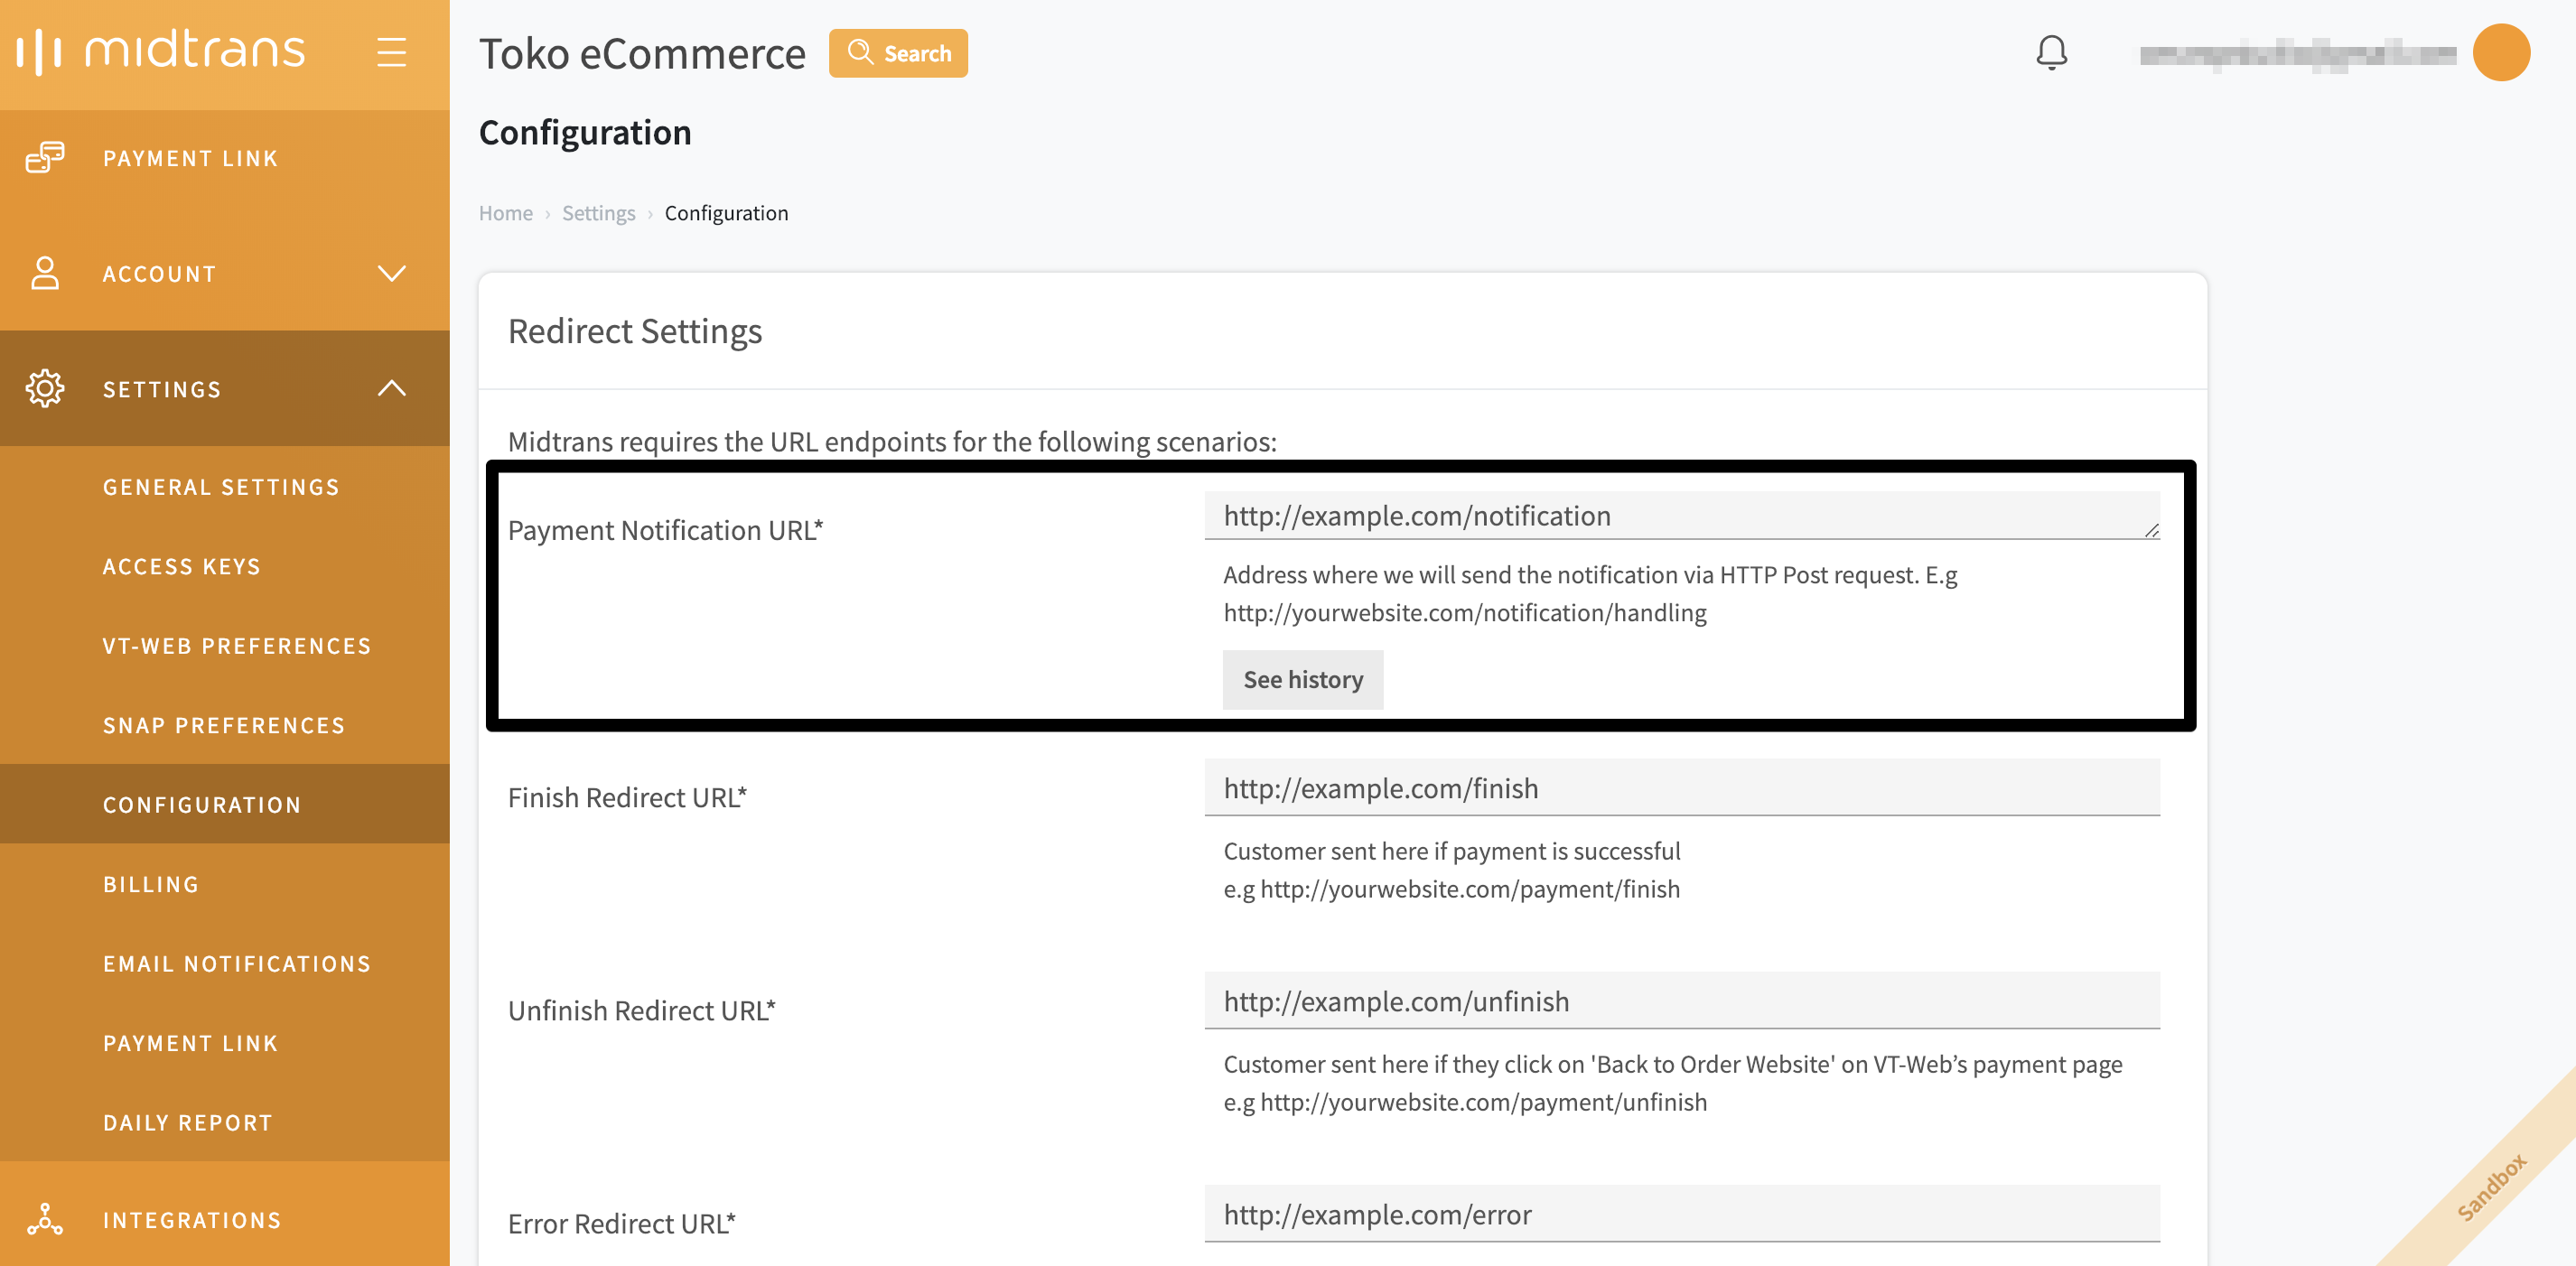 midtrans
Toko eCommerce
Search
Configuration
Home › Settings › Configuration
PAYMENT LINK
ACCOUNT
SETTINGS
GENERAL SETTINGS
ACCESS KEYS
VT-WEB PREFERENCES
SNAP PREFERENCES
CONFIGURATION
BILLING
EMAIL NOTIFICATIONS
PAYMENT LINK
DAILY REPORT
INTEGRATIONS
Redirect Settings
Midtrans requires the URL endpoints for the following scenarios:
Payment Notification URL*
http://example.com/notification
Address where we will send the notification via HTTP Post request. E.g
http://yourwebsite.com/notification/handling
See history
Finish Redirect URL*
http://example.com/finish
Customer sent here if payment is successful
e.g http://yourwebsite.com/payment/finish
Unfinish Redirect URL*
http://example.com/unfinish
Customer sent here if they click on 'Back to Order Website' on VT-Web’s payment page
e.g http://yourwebsite.com/payment/unfinish
Error Redirect URL*
http://example.com/error
Sandbox